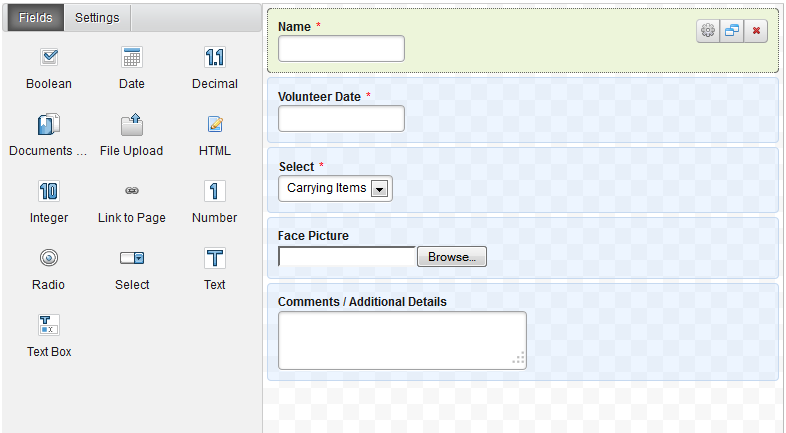 Fields Settings
Boolean Date Decimal
Documents ... File Upload HTML
Integer Link to Page Number
Radio Select Text
Text Box
Name *
Volunteer Date *
Select *
Carrying Items
Face Picture
Browse...
Comments / Additional Details